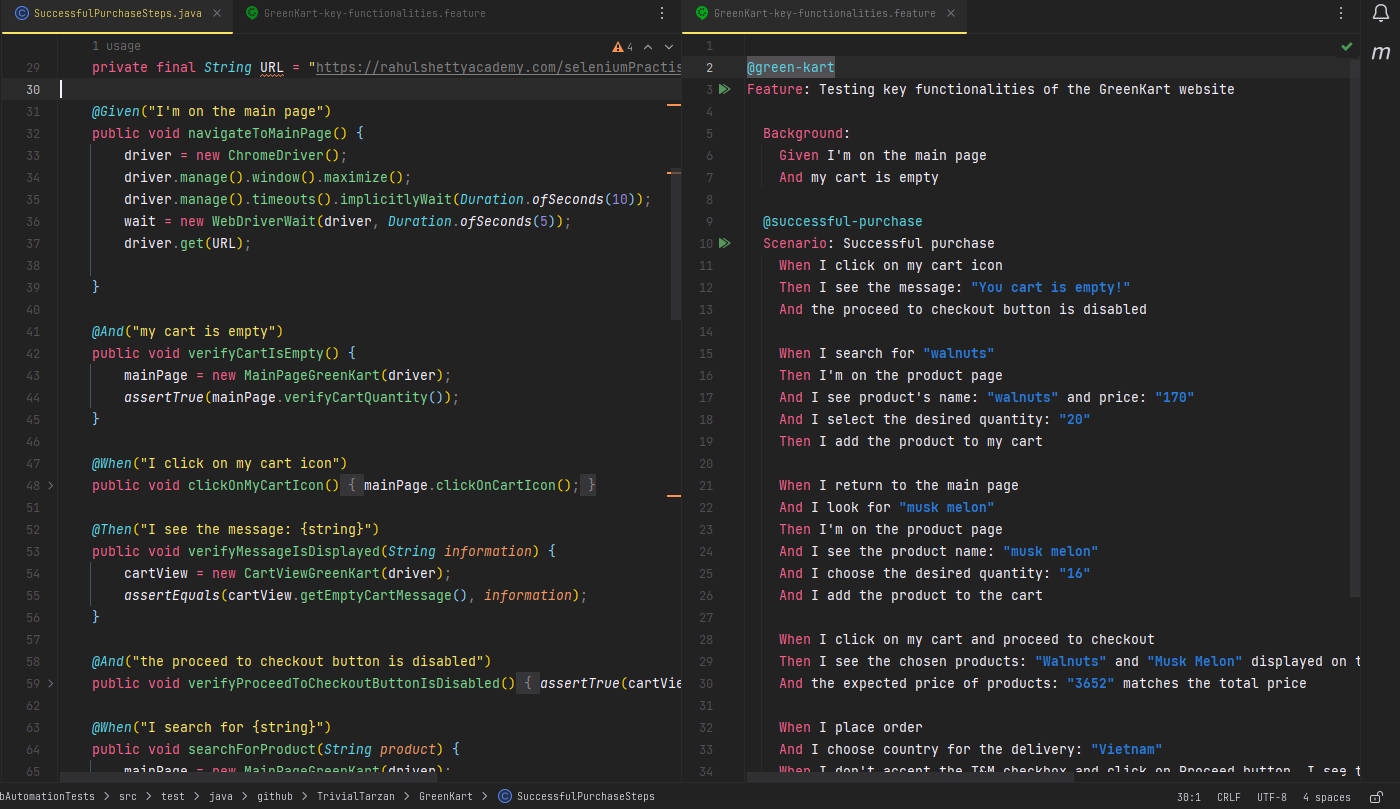 SuccessfulPurchaseSteps.java
GreenKart-key-functionalities.feature
1 usage
4
29 private final String URL = "https://rahulshettyacademy.com/seleniumPractis
30
31 @Given("I'm on the main page")
32 public void navigateToMainPage() {
33 driver = new ChromeDriver();
34 driver.manage().window().maximize();
35 driver.manage().timeouts().implicitlyWait(Duration.ofSeconds(10));
36 wait = new WebDriverWait(driver, Duration.ofSeconds(5));
37 driver.get(URL);
38
39 }
40
41 @And("my cart is empty")
42 public void verifyCartIsEmpty() {
43 mainPage = new MainPageGreenKart(driver);
44 assertTrue(mainPage.verifyCartQuantity());
45 }
46
47 @When("I click on my cart icon")
48 public void clickOnMyCartIcon() { mainPage.clickOnCartIcon(); }
51
52 @Then("I see the message: {string}")
53 public void verifyMessageIsDisplayed(String information) {
54 cartView = new CartViewGreenKart(driver);
55 assertEquals(cartView.getEmptyCartMessage(), information);
56 }
57
58 @And("the proceed to checkout button is disabled")
59 public void verifyProceedToCheckoutButtonIsDisabled() { assertTrue(cartVie
62
63 @When("I search for {string}")
64 public void searchForProduct(String product) {
65 mainPage = new MainPageGreenKart(driver);
GreenKart-key-functionalities.feature
m
1
2 @green-kart
3 Feature: Testing key functionalities of the GreenKart website
4
5 Background:
6 Given I'm on the main page
7 And my cart is empty
8
9 @successful-purchase
10 Scenario: Successful purchase
11 When I click on my cart icon
12 Then I see the message: "You cart is empty!"
13 And the proceed to checkout button is disabled
14
15 When I search for "walnuts"
16 Then I'm on the product page
17 And I see product's name: "walnuts" and price: "170"
18 And I select the desired quantity: "20"
19 Then I add the product to my cart
20
21 When I return to the main page
22 And I look for "musk melon"
23 Then I'm on the product page
24 And I see the product name: "musk melon"
25 And I choose the desired quantity: "16"
26 And I add the product to the cart
27
28 When I click on my cart and proceed to checkout
29 Then I see the chosen products: "Walnuts" and "Musk Melon" displayed on t
30 And the expected price of products: "3652" matches the total price
31
32 When I place order
33 And I choose country for the delivery: "Vietnam"
34 When I don't accept the T&M checkbox and click on Proceed button, I see t
bAutomationTests > src > test > java > github > TrivialTarzan > GreenKart > SuccessfulPurchaseSteps
30:1 CRLF UTF-8 4 spaces